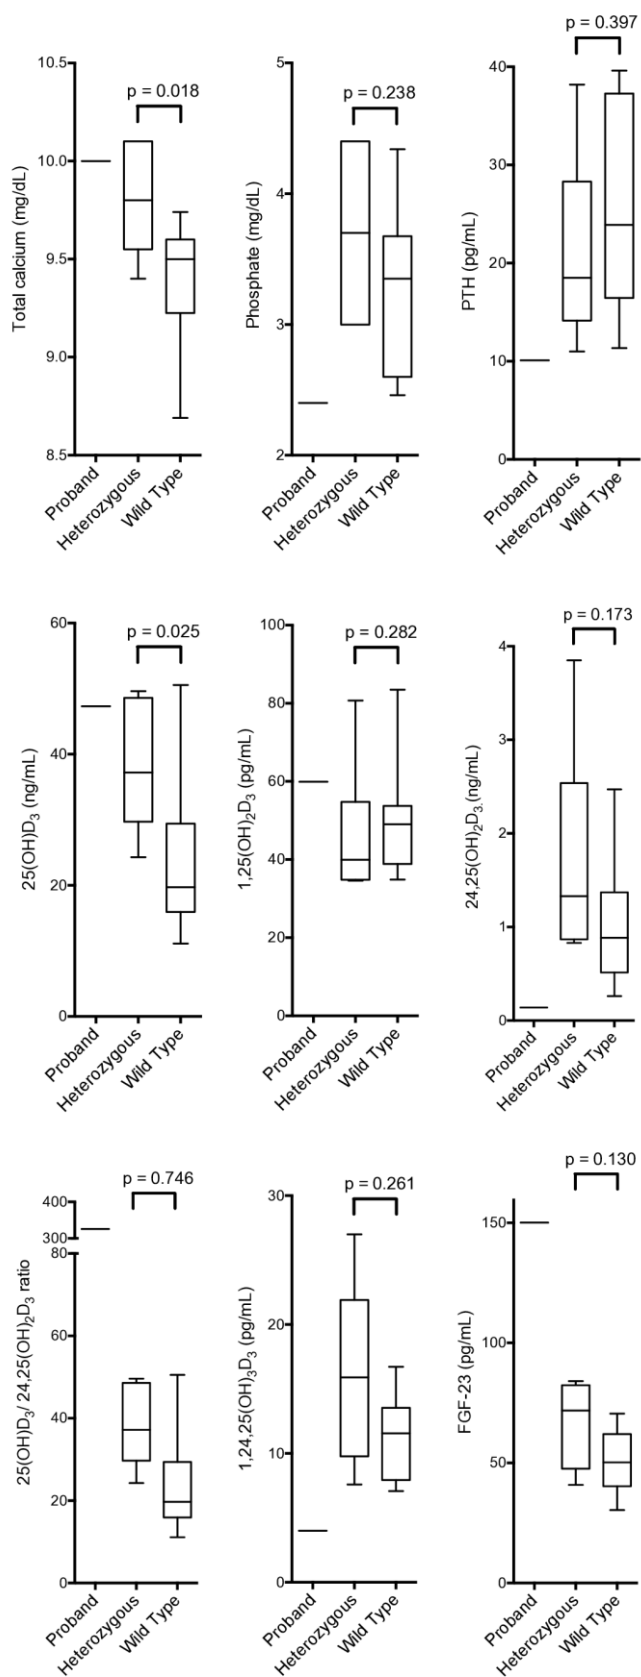 p = 0.018
10.5
10.0
9.5
9.0
8.5
Total calcium (mg/dL)
Proband
Heterozygous
Wild Type
p = 0.238
5
4
3
2
Phosphate (mg/dL)
Proband
Heterozygous
Wild Type
p = 0.397
40
30
20
10
0
PTH (pg/mL)
Proband
Heterozygous
Wild Type
p = 0.025
60
40
20
0
25(OH)D3 (ng/mL)
Proband
Heterozygous
Wild Type
p = 0.282
100
80
60
40
20
0
1,25(OH)2D3 (pg/mL)
Proband
Heterozygous
Wild Type
p = 0.173
4
3
2
1
0
24,25(OH)2D3 (ng/mL)
Proband
Heterozygous
Wild Type
p = 0.746
400
300
80
60
40
20
0
25(OH)D3/ 24,25(OH)2D3 ratio
Proband
Heterozygous
Wild Type
p = 0.261
30
20
10
0
1,24,25(OH)3D3 (pg/mL)
Proband
Heterozygous
Wild Type
p = 0.130
150
100
50
0
FGF-23 (pg/mL)
Proband
Heterozygous
Wild Type